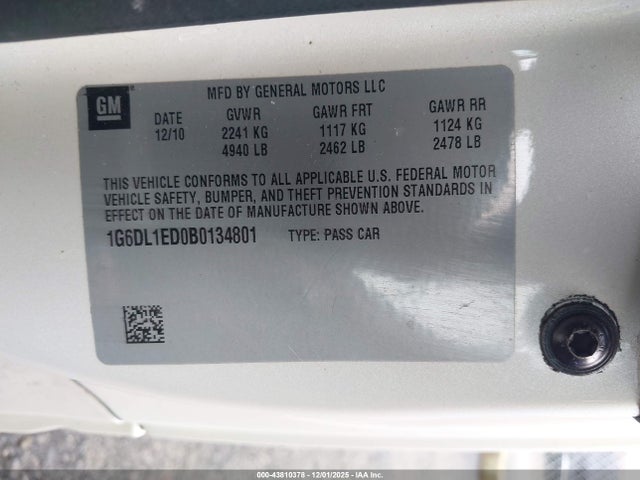 GM
MFD BY GENERAL MOTORS LLC
DATE GVWR GAWR FRT GAWR RR
12/10 2241 KG 1117 KG 1124 KG
4940 LB 2462 LB 2478 LB
THIS VEHICLE CONFORMS TO ALL APPLICABLE U.S. FEDERAL MOTOR
VEHICLE SAFETY, BUMPER, AND THEFT PREVENTION STANDARDS IN
EFFECT ON THE DATE OF MANUFACTURE SHOWN ABOVE.
1G6DL1ED0B0134801 TYPE: PASS CAR
000-43810378 - 12/01/2025 - IAA Inc.